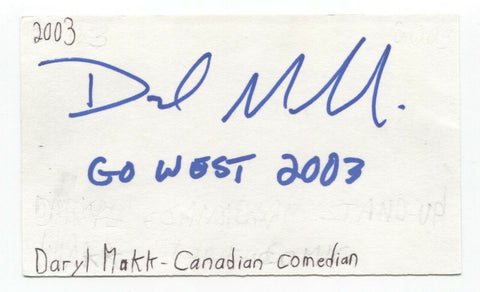 2003
GO WEST 2003
Daryl Makk - Canadian comedian